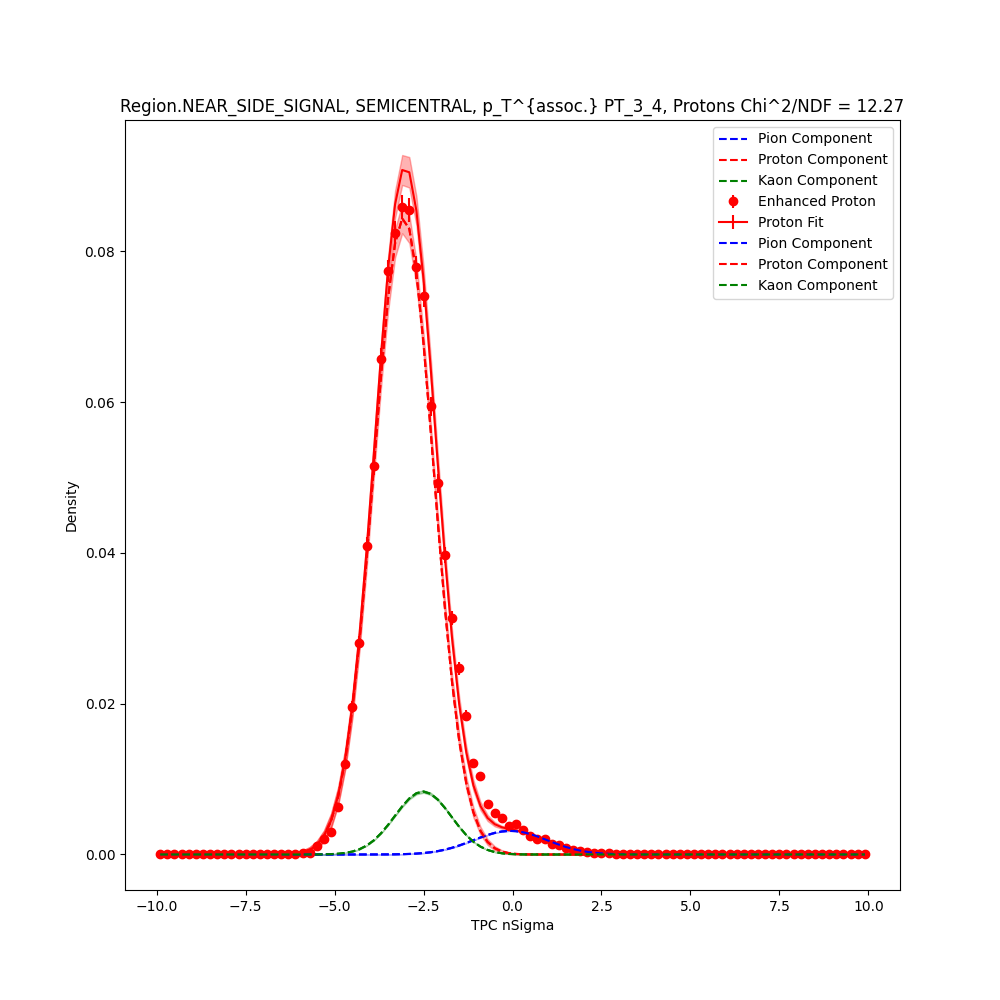 Region.NEAR_SIDE_SIGNAL, SEMICENTRAL, p_T^{assoc.} PT_3_4, Protons Chi^2/NDF = 12.27
Pion Component
Proton Component
Kaon Component
Enhanced Proton
Proton Fit
Pion Component
Proton Component
Kaon Component
0.08
0.06
0.04
0.02
0.00
Density
−10.0 −7.5 −5.0 −2.5 0.0 2.5 5.0 7.5 10.0
TPC nSigma